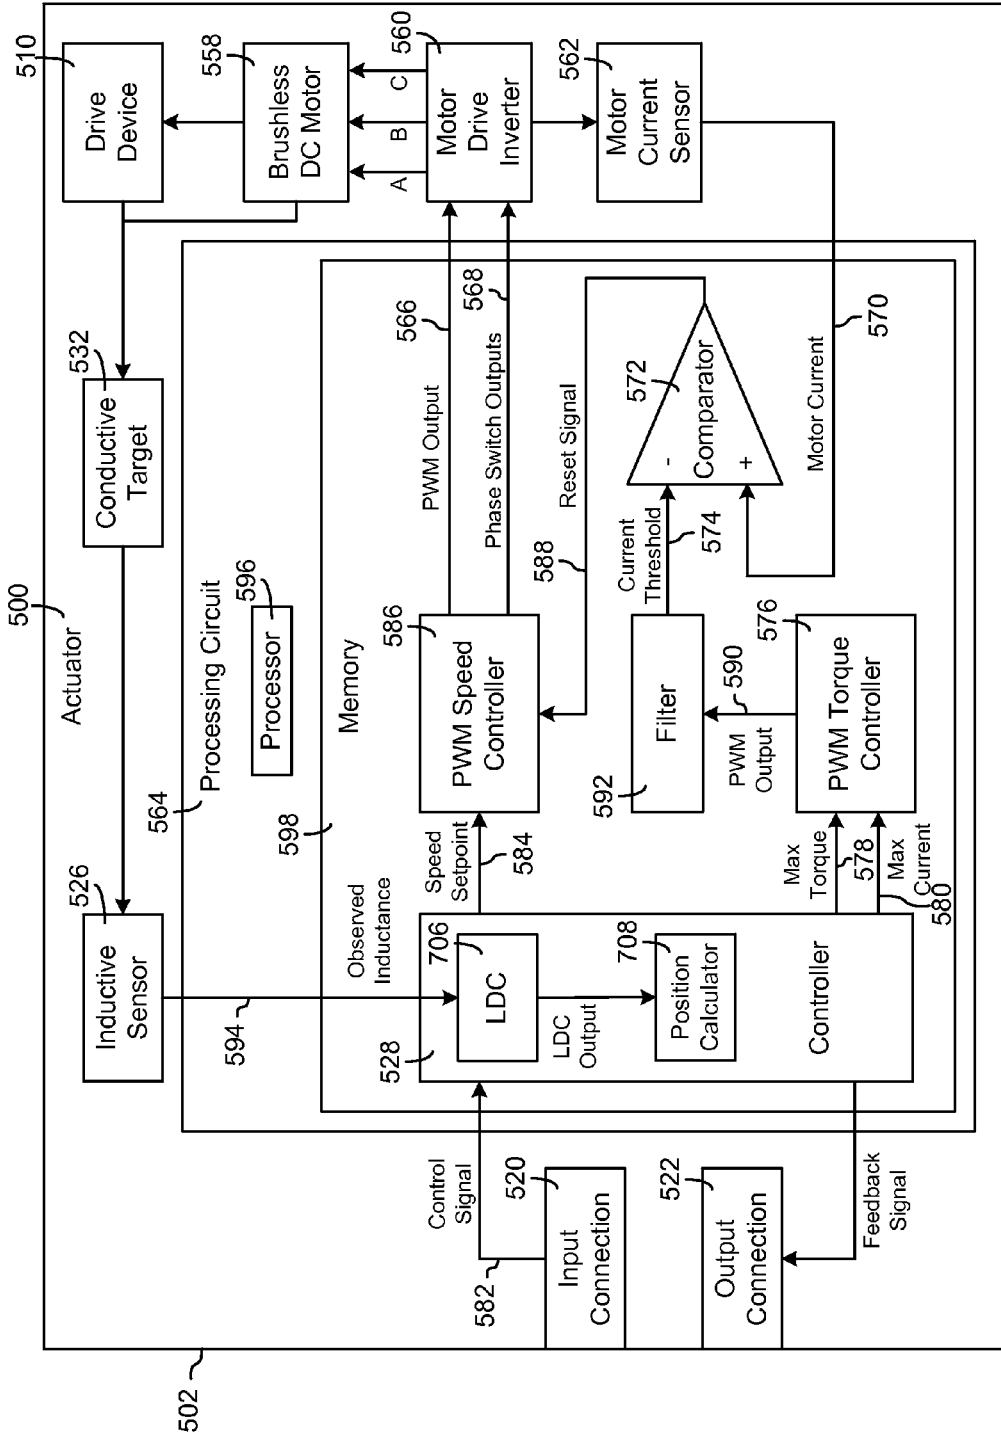 500
Actuator
502
526
Inductive
Sensor
532
Conductive
Target
510
Drive
Device
558
Brushless
DC Motor
A
B
C
560
Motor
Drive
Inverter
562
Motor
Current
Sensor
564
Processing Circuit
596
Processor
598
Memory
594
Observed
Inductance
528
706
LDC
LDC
Output
708
Position
Calculator
Controller
Speed
Setpoint
584
586
PWM Speed
Controller
PWM Output
566
Phase Switch Outputs
568
588
Reset Signal
592
Filter
Current
Threshold
574
572
Comparator
-
+
PWM
Output
590
576
PWM Torque
Controller
Max
Torque
578
Max
Current
580
Motor Current
570
Control
Signal
582
520
Input
Connection
522
Output
Connection
Feedback
Signal